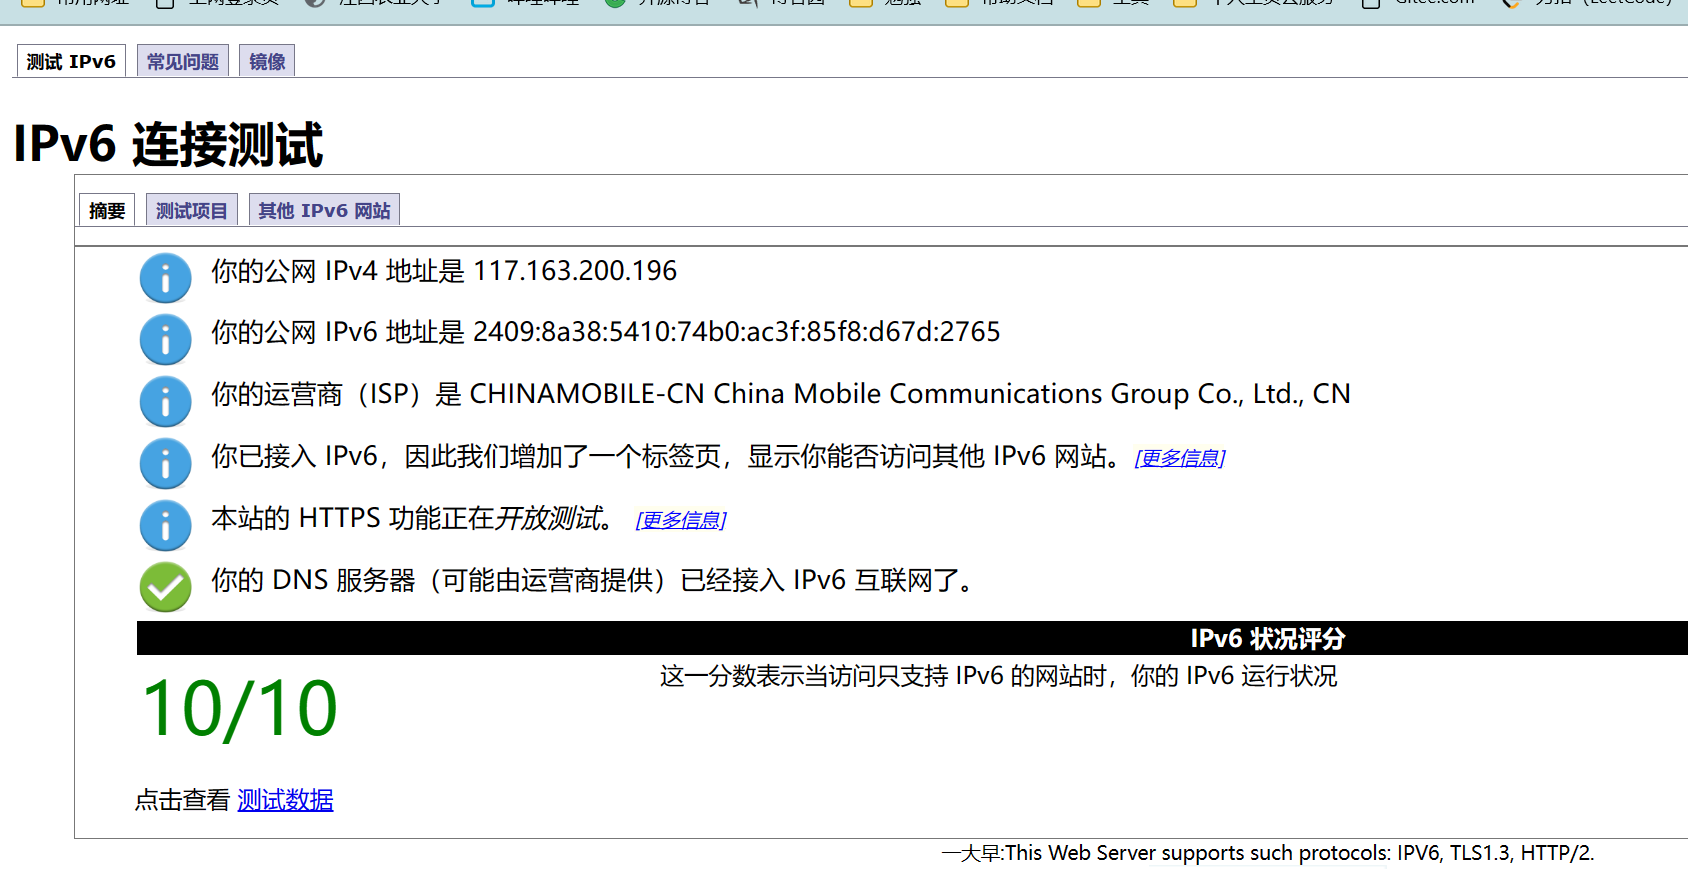 测试 IPv6 常见问题 镜像
IPv6 连接测试
摘要 测试项目 其他 IPv6 网站
你的公网 IPv4 地址是 117.163.200.196
你的公网 IPv6 地址是 2409:8a38:5410:74b0:ac3f:85f8:d67d:2765
你的运营商（ISP）是 CHINAMOBILE-CN China Mobile Communications Group Co., Ltd., CN
你已接入 IPv6，因此我们增加了一个标签页，显示你能否访问其他 IPv6 网站。 [更多信息]
本站的 HTTPS 功能正在开放测试。 [更多信息]
你的 DNS 服务器（可能由运营商提供）已经接入 IPv6 互联网了。
IPv6 状况评分
这一分数表示当访问只支持 IPv6 的网站时，你的 IPv6 运行状况
10/10
点击查看 测试数据
一大早:This Web Server supports such protocols: IPV6, TLS1.3, HTTP/2.